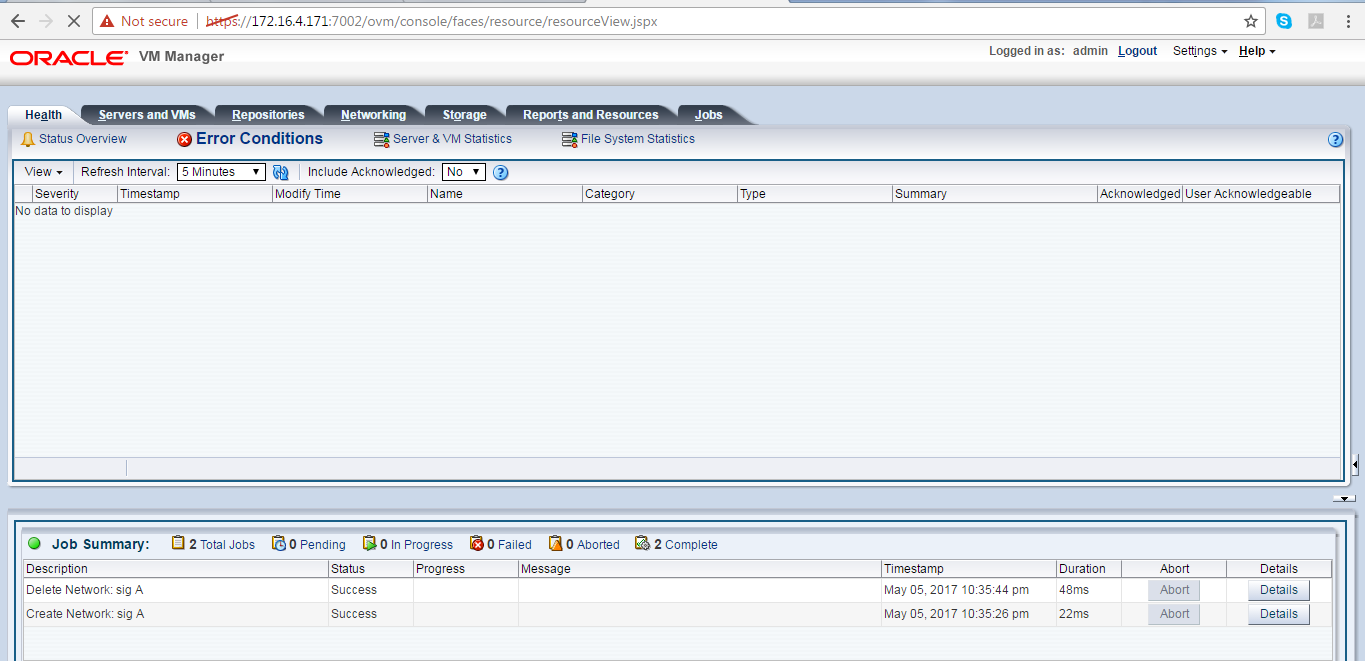 Not secure https://172.16.4.171:7002/ovm/console/faces/resource/resourceView.jspx
ORACLE VM Manager
Logged in as: admin Logout Settings Help
Health Servers and VMs Repositories Networking Storage Reports and Resources Jobs
Status Overview Error Conditions Server & VM Statistics File System Statistics
View Refresh Interval: 5 Minutes Include Acknowledged: No
Severity Timestamp Modify Time Name Category Type Summary Acknowledged User Acknowledgeable
No data to display
Job Summary: 2 Total Jobs 0 Pending 0 In Progress 0 Failed 0 Aborted 2 Complete
Description Status Progress Message Timestamp Duration Abort Details
Delete Network: sig A Success May 05, 2017 10:35:44 pm 48ms Abort Details
Create Network: sig A Success May 05, 2017 10:35:26 pm 22ms Abort Details